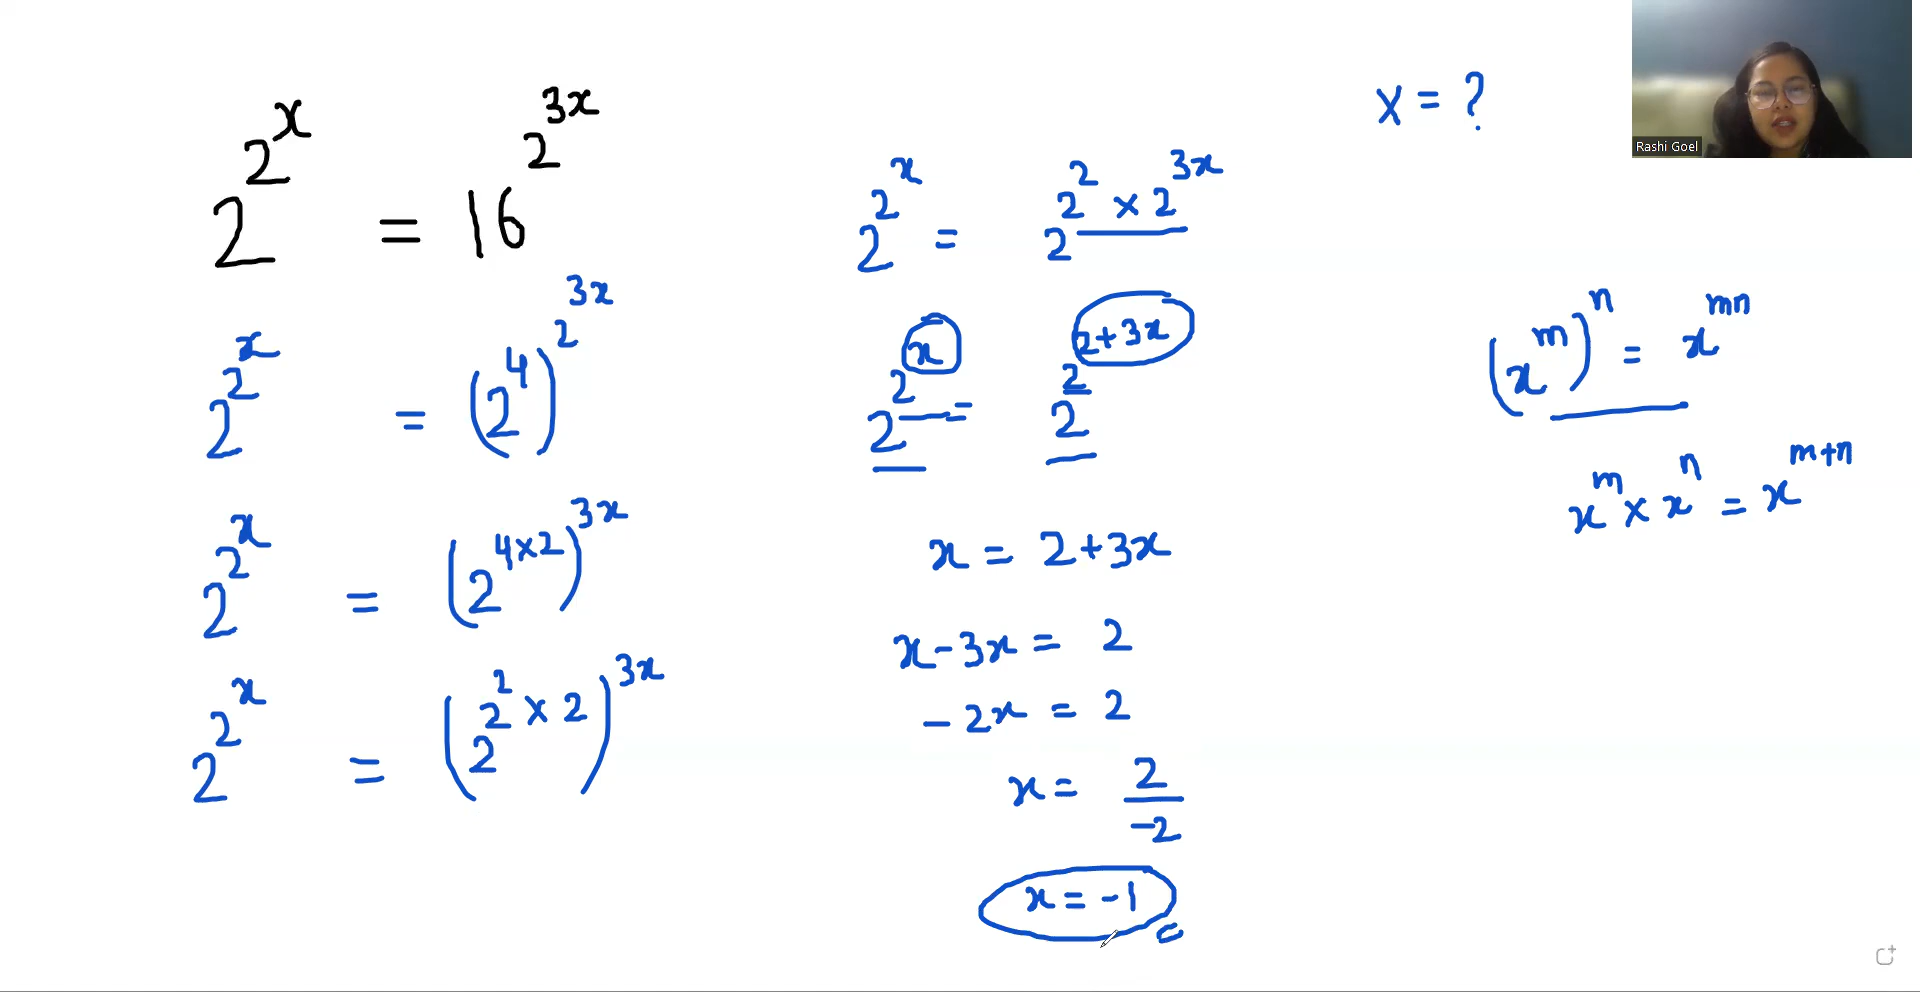 2^{2^x} = 16^{2^{3x}}
2^{2^x} = (2^4)^{2^{3x}}
2^{2^x} = (2^{4×2})^{3x}
2^{2^x} = (2^{2^2×2})^{3x}
2^{2^x} = 2^{2^2×2^{3x}}
2^{2^x} = 2^{2^{2+3x}}
x = 2+3x
x-3x = 2
-2x = 2
x = 2/-2
x = -1
x = ?
(x^m)^n = x^{mn}
x^m × x^n = x^{m+n}
Rashi Goel